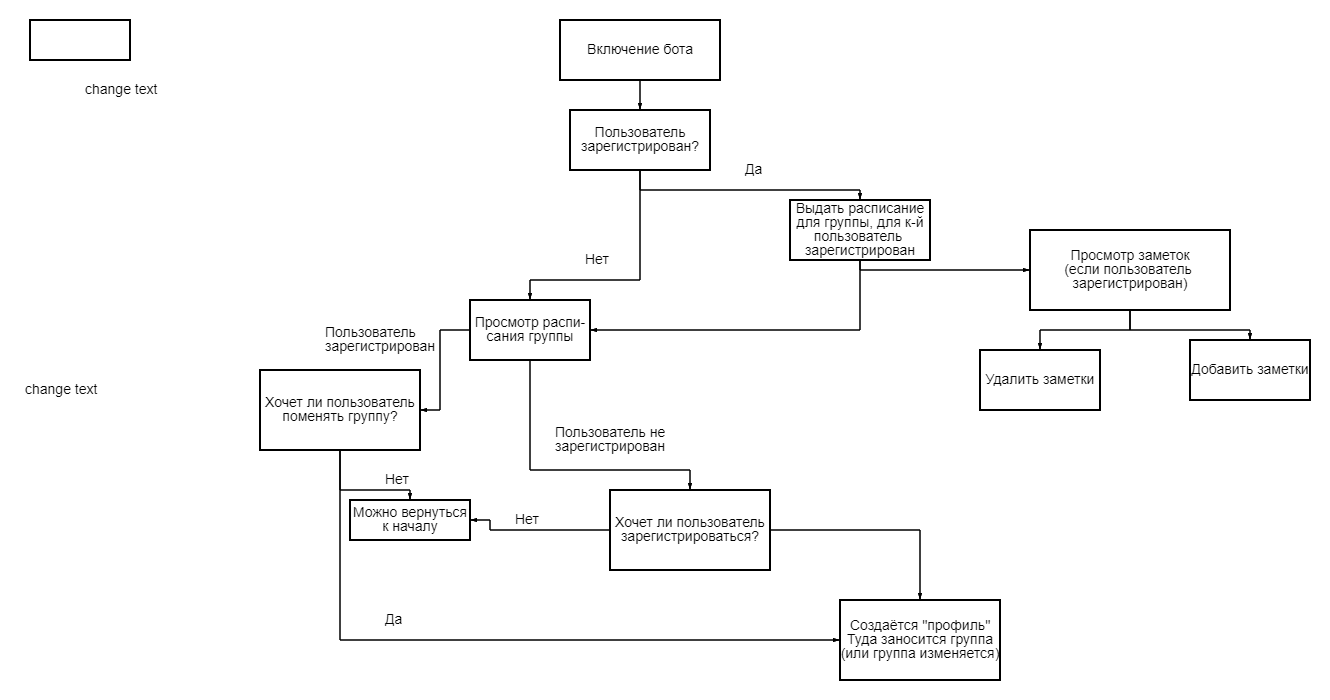 Включение бота
change text
Пользователь
зарегистрирован?
Да
Выдать расписание
для группы, для к-й
пользователь
зарегистрирован
Нет
Просмотр заметок
(если пользователь
зарегистрирован)
Просмотр распи-
сания группы
Пользователь
зарегистрирован
Удалить заметки
Добавить заметки
change text
Хочет ли пользователь
поменять группу?
Пользователь не
зарегистрирован
Нет
Можно вернуться
к началу
Нет
Хочет ли пользователь
зарегистрироваться?
Да
Создаётся "профиль"
Туда заносится группа
(или группа изменяется)